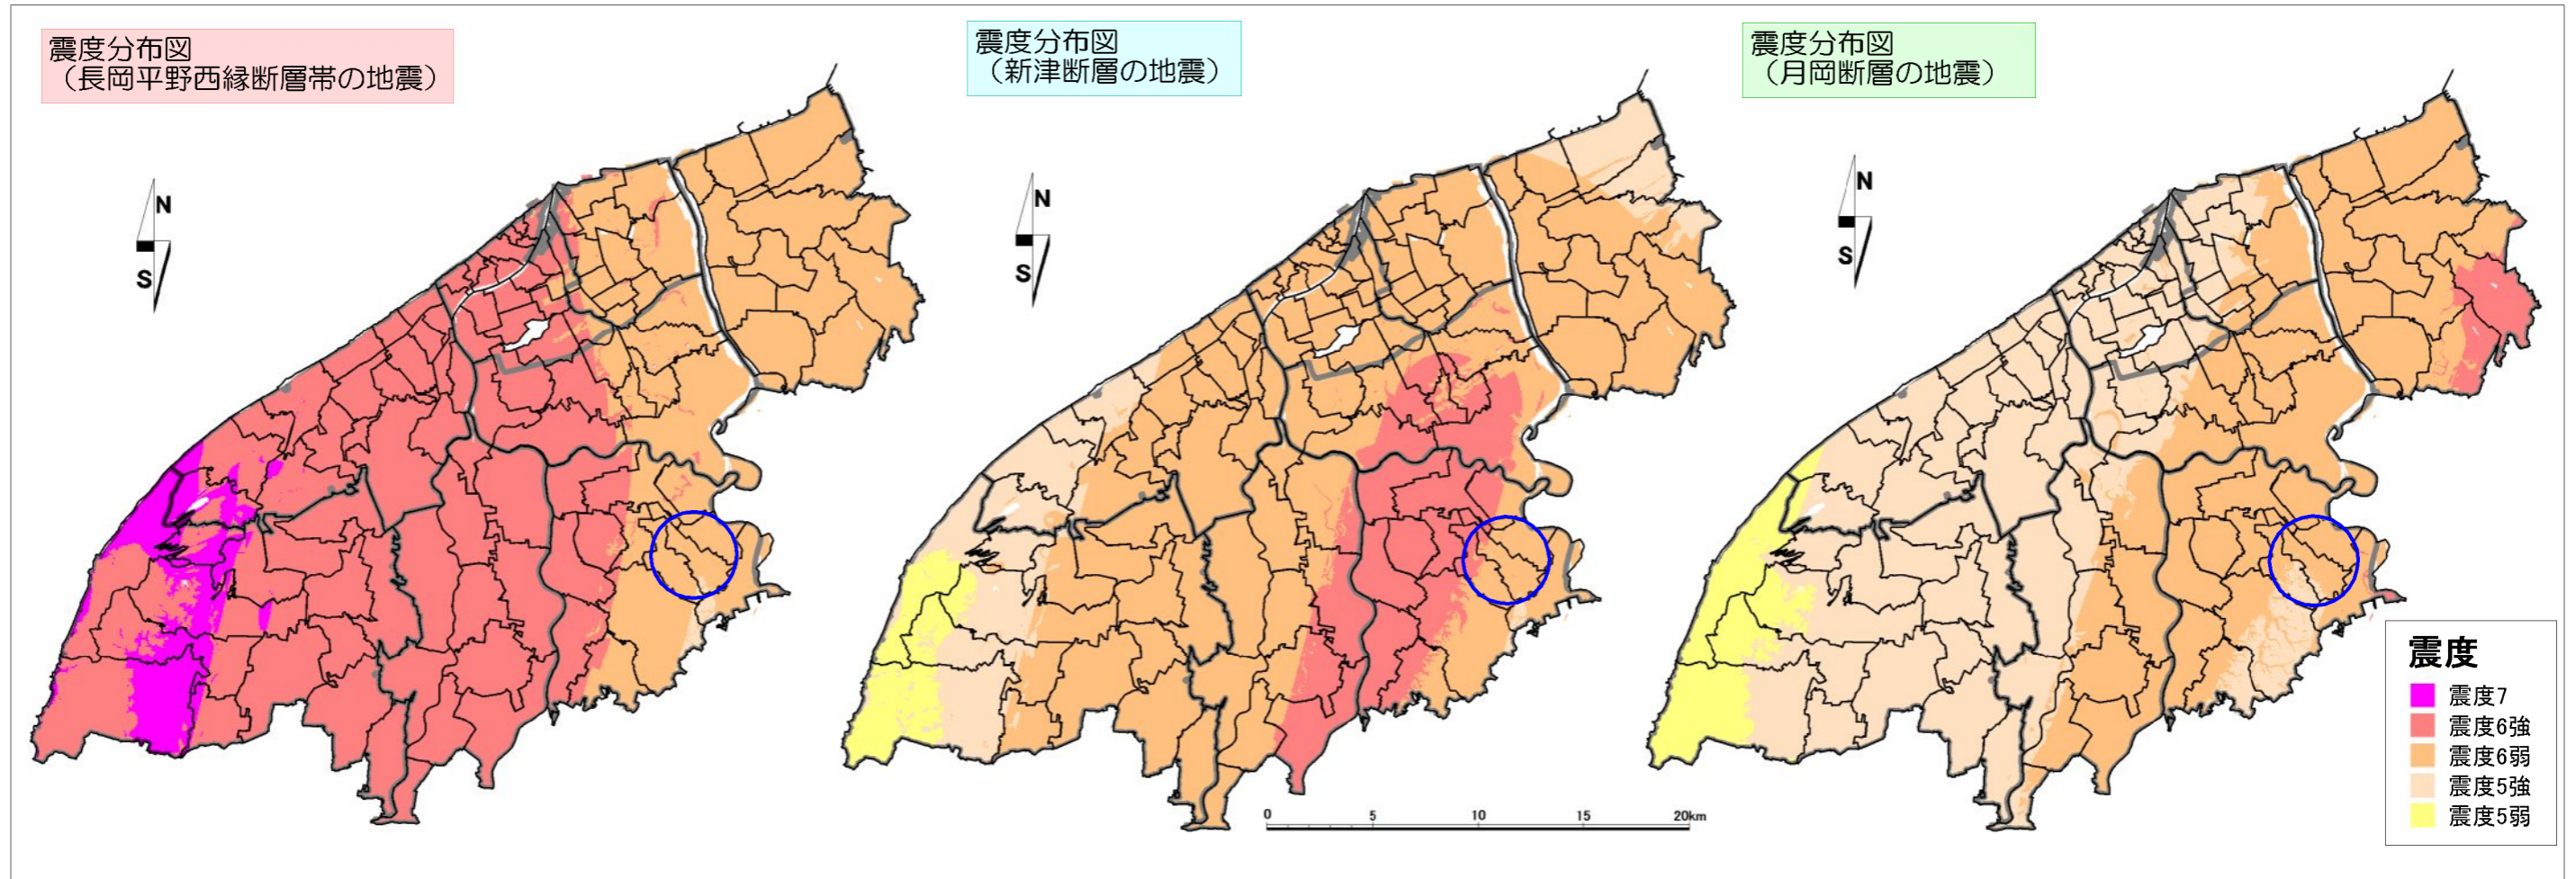 震度分布図
（長岡平野西縁断層帯の地震）
震度分布図
（新津断層の地震）
震度分布図
（月岡断層の地震）
N
S
N
S
N
S
0 5 10 15 20km
震度
震度7
震度6強
震度6弱
震度5強
震度5弱